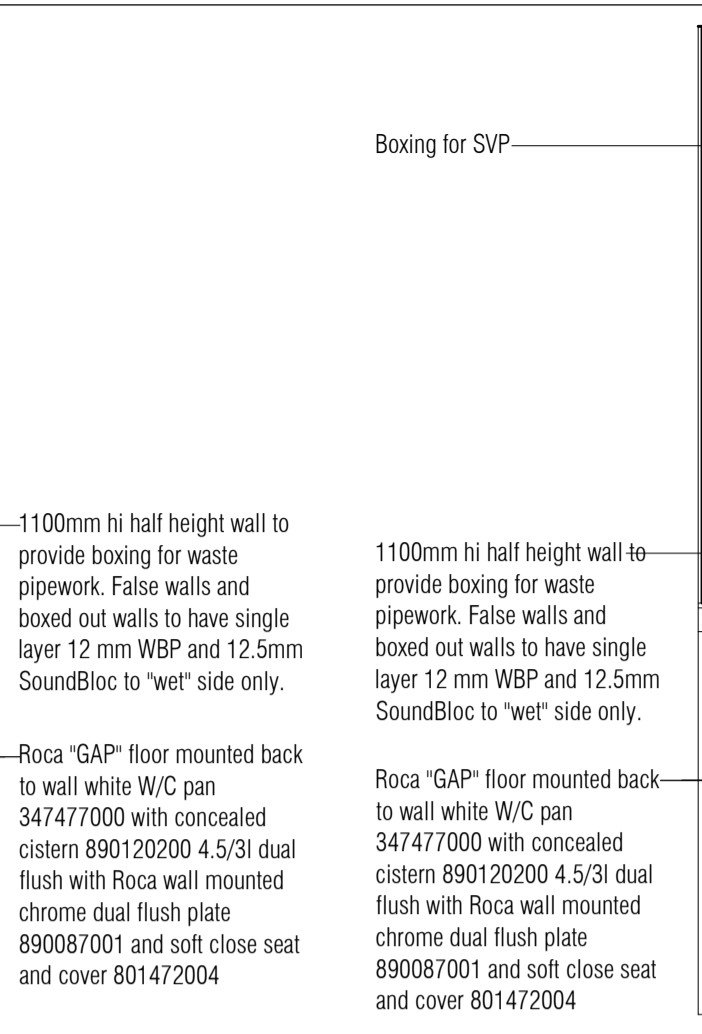 Boxing for SVP
1100mm hi half height wall to
provide boxing for waste
pipework. False walls and
boxed out walls to have single
layer 12 mm WBP and 12.5mm
SoundBloc to "wet" side only.
Roca "GAP" floor mounted back
to wall white W/C pan
347477000 with concealed
cistern 890120200 4.5/3l dual
flush with Roca wall mounted
chrome dual flush plate
890087001 and soft close seat
and cover 801472004
1100mm hi half height wall to
provide boxing for waste
pipework. False walls and
boxed out walls to have single
layer 12 mm WBP and 12.5mm
SoundBloc to "wet" side only.
Roca "GAP" floor mounted back
to wall white W/C pan
347477000 with concealed
cistern 890120200 4.5/3l dual
flush with Roca wall mounted
chrome dual flush plate
890087001 and soft close seat
and cover 801472004